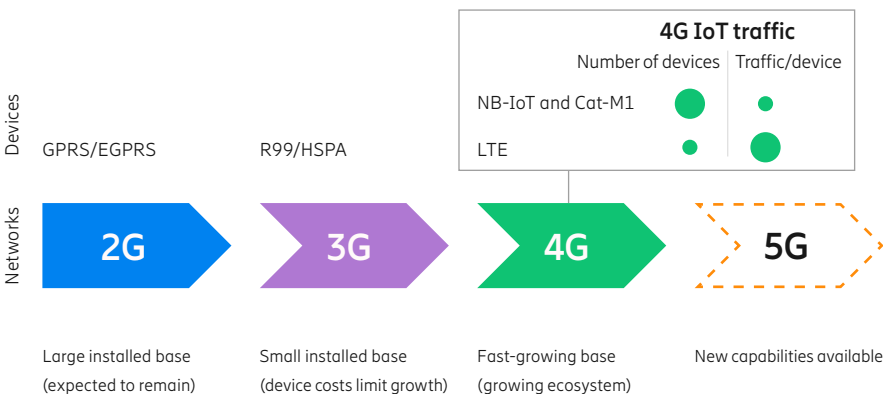 4G IoT traffic
Number of devices Traffic/device
NB-IoT and Cat-M1
LTE
Devices
GPRS/EGPRS
R99/HSPA
Networks
2G
3G
4G
5G
Large installed base
(expected to remain)
Small installed base
(device costs limit growth)
Fast-growing base
(growing ecosystem)
New capabilities available